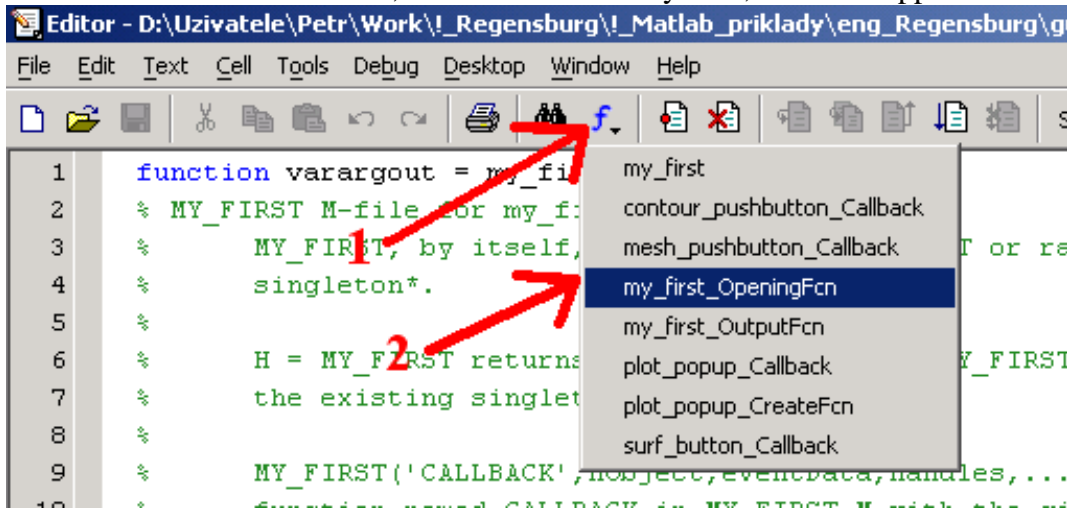 Editor - D:\Uzivatele\Petr\Work\!_Regensburg\!_Matlab_priklady\eng_Regensburg\g
File Edit Text Cell Tools Debug Desktop Window Help
1 function varargout = my_fi
2 % MY_FIRST M-file for my_f
3 % MY_FIRST, by itself, T or ra
4 % singleton*.
5 %
6 % H = MY_FIRST returns Y_FIRST
7 % the existing singlet
8 %
9 % MY_FIRST('CALLBACK',hObject,eventData,handles,...
my_first
contour_pushbutton_Callback
mesh_pushbutton_Callback
my_first_OpeningFcn
my_first_OutputFcn
plot_popup_Callback
plot_popup_CreateFcn
surf_button_Callback
1
2